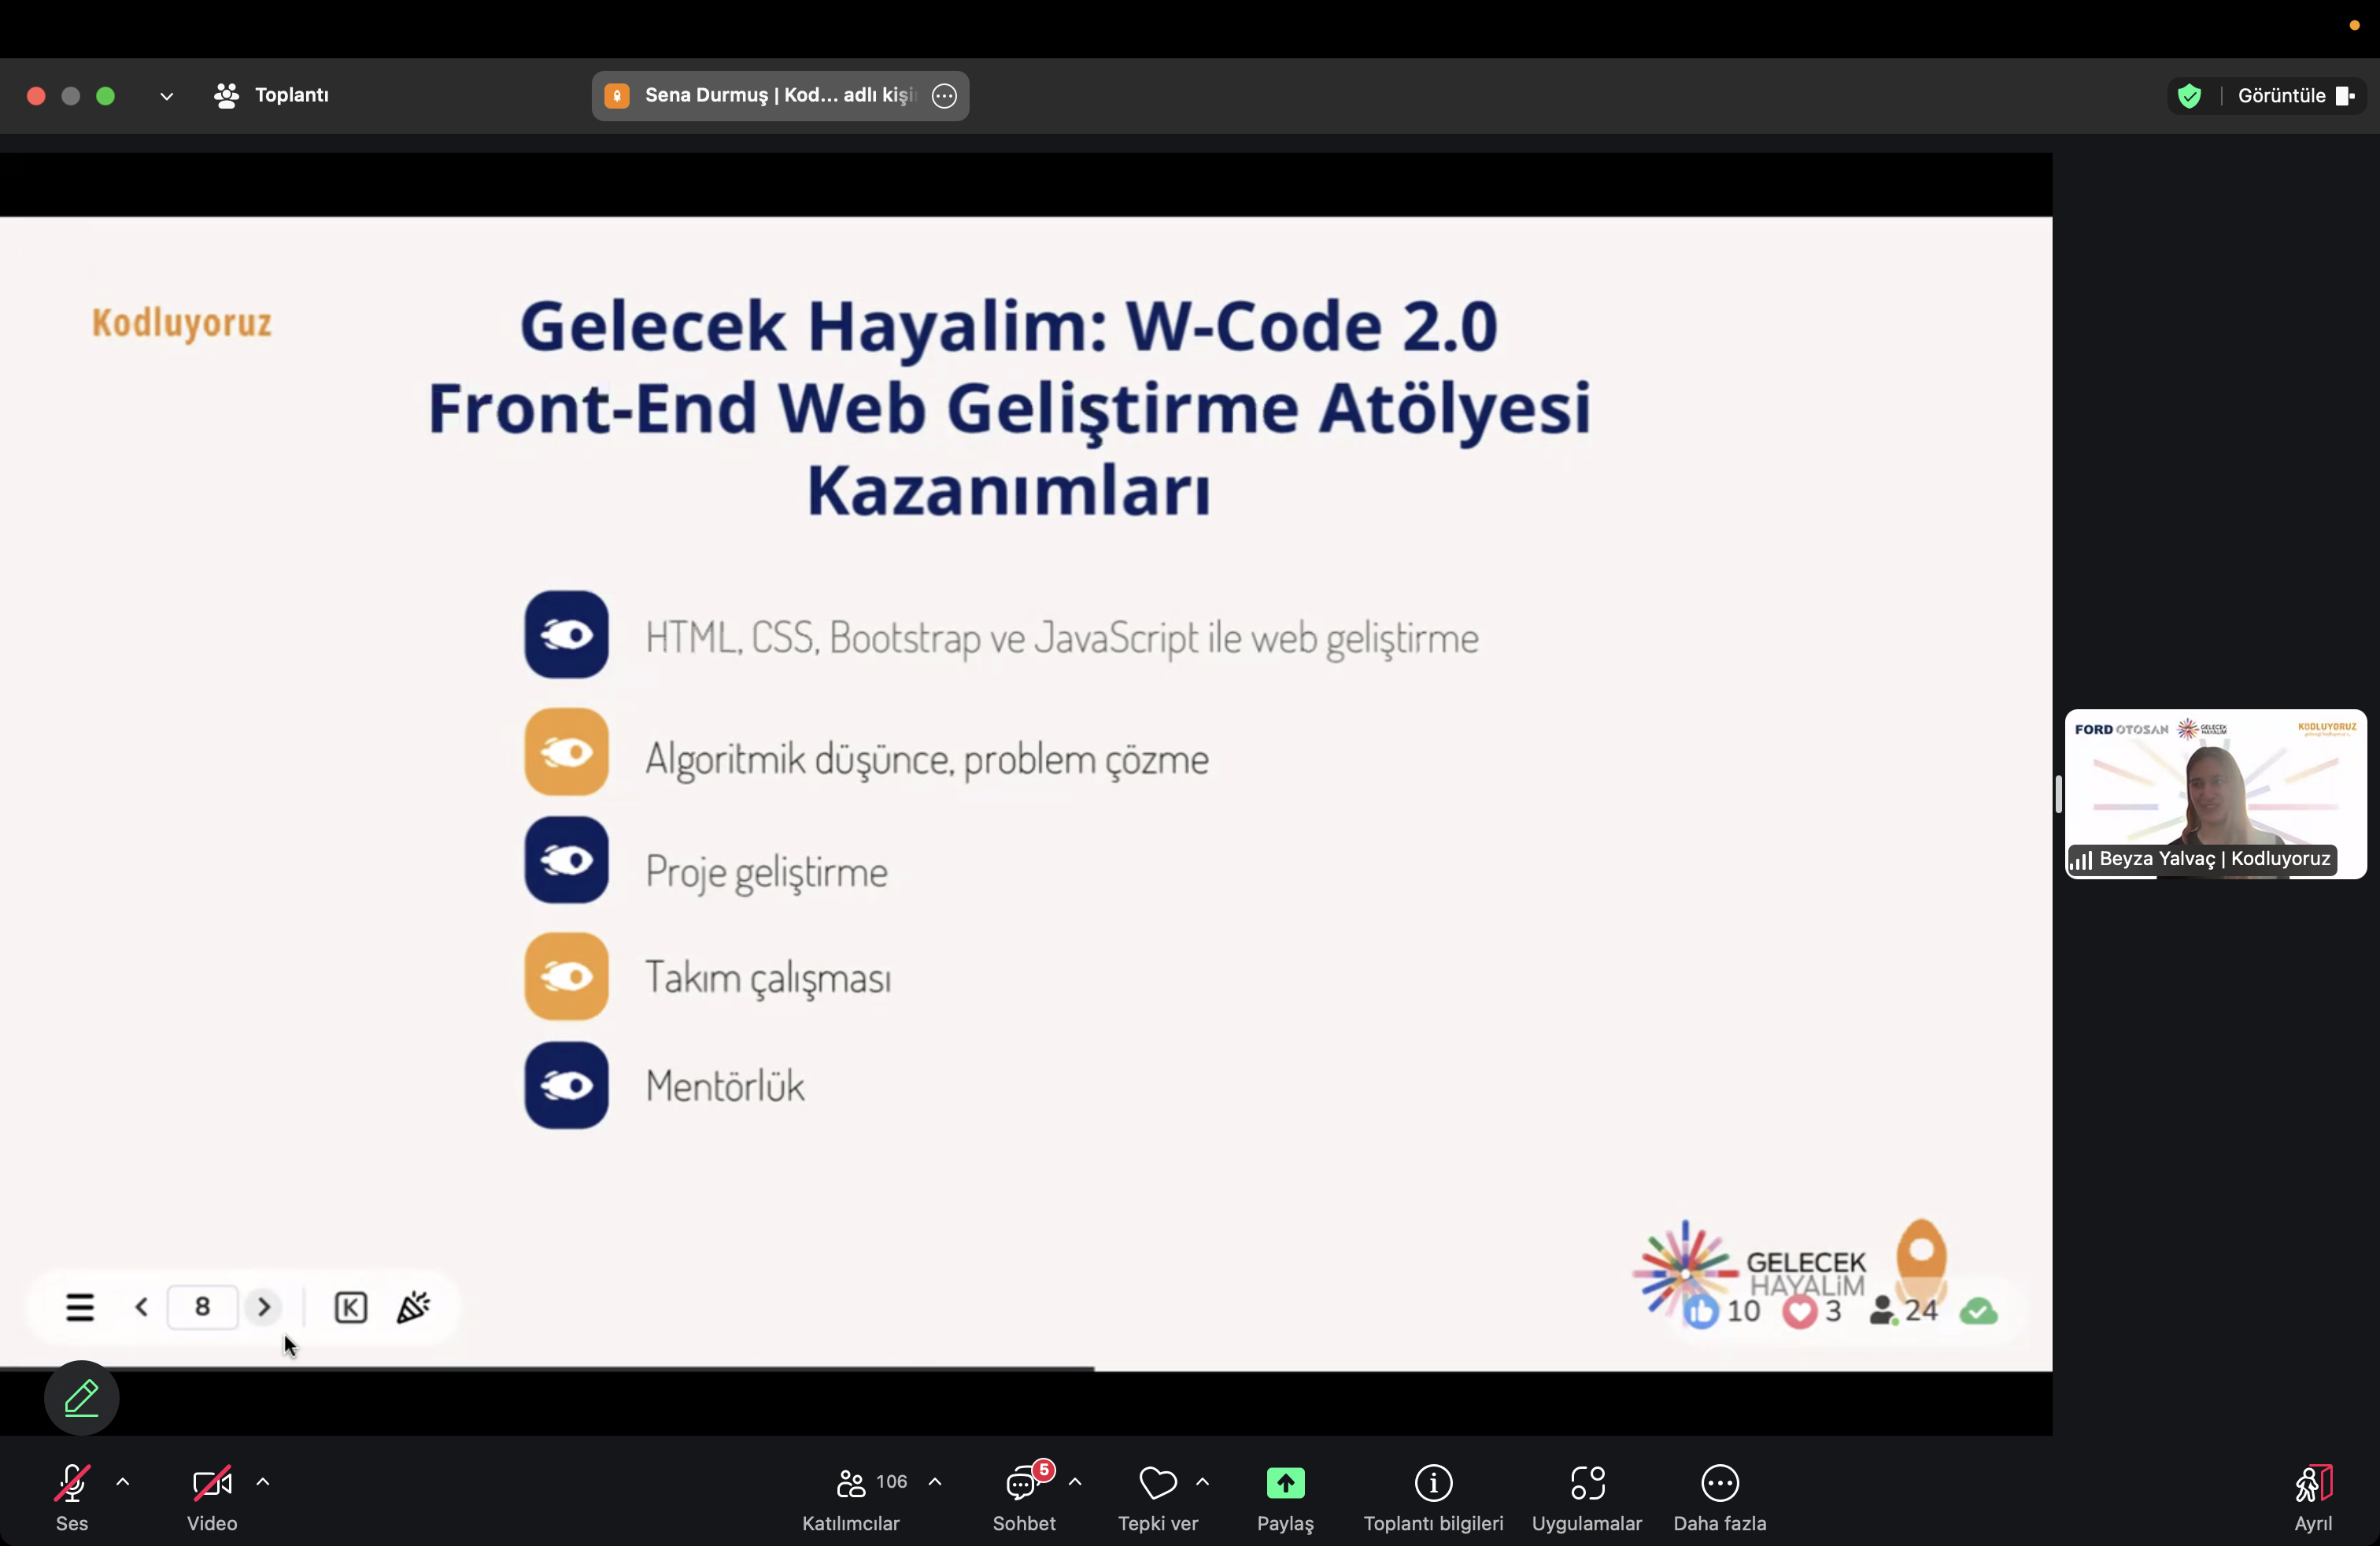 Toplantı
Sena Durmuş | Kod... adlı kişi
Görüntüle
Kodluyoruz
Gelecek Hayalim: W-Code 2.0
Front-End Web Geliştirme Atölyesi
Kazanımları
HTML, CSS, Bootstrap ve JavaScript ile web geliştirme
Algoritmik düşünce, problem çözme
Proje geliştirme
Takım çalışması
Mentörlük
FORD OTOSAN
GELECEK
HAYALİM
KODLUYORUZ
Beyza Yalvaç | Kodluyoruz
GELECEK
HAYALİM
8
K
10
3
24
106
5
Ses
Video
Katılımcılar
Sohbet
Tepki ver
Paylaş
Toplantı bilgileri
Uygulamalar
Daha fazla
Ayrıl